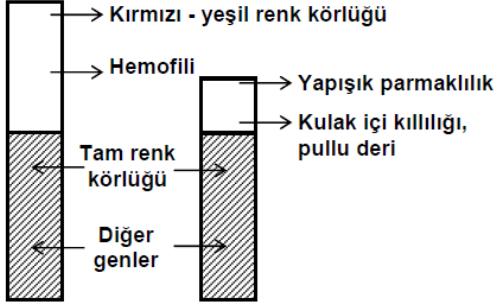 Kırmızı - yeşil renk körlüğü
Hemofili
Yapışık parmaklılık
Kulak içi kıllılığı,
pullu deri
Tam renk
körlüğü
Diğer
genler